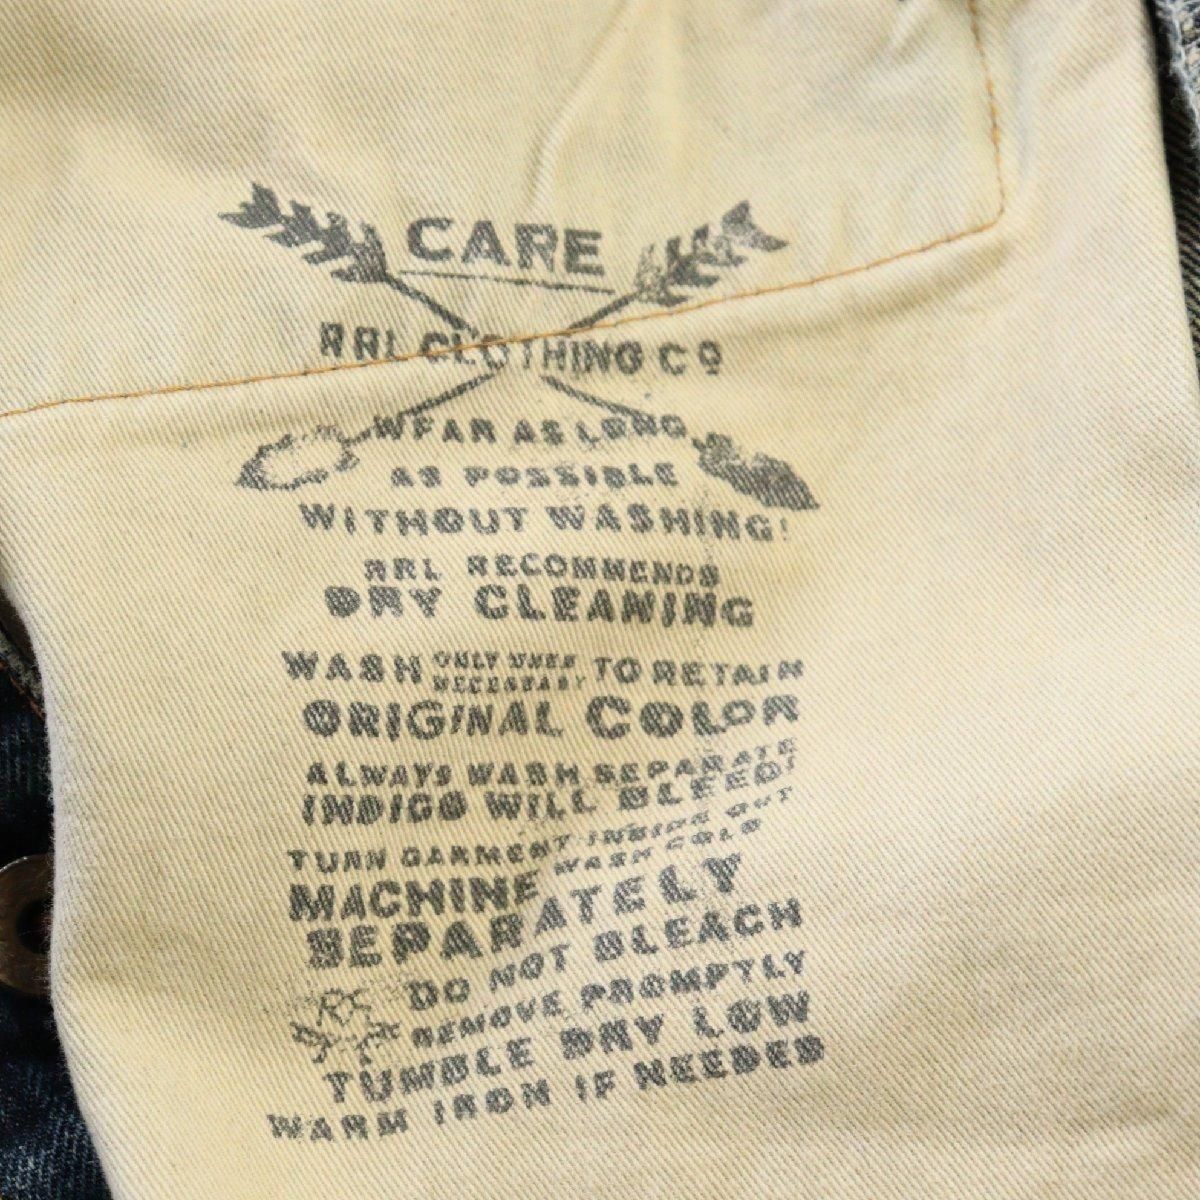 CARE
RRL CLOTHING CO
WEAR AS LONG
AS POSSIBLE
WITHOUT WASHING!
RRL RECOMMENDS
DRY CLEANING
WASH ONLY WHEN NECESSARY TO RETAIN
ORIGINAL COLOR
ALWAYS WASH SEPARATE
INDIGO WILL BLEED!
TURN GARMENT INSIDE OUT
MACHINE WASH COLD
SEPARATELY
DO NOT BLEACH
REMOVE PROMPTLY
TUMBLE DRY LOW
WARM IRON IF NEEDED